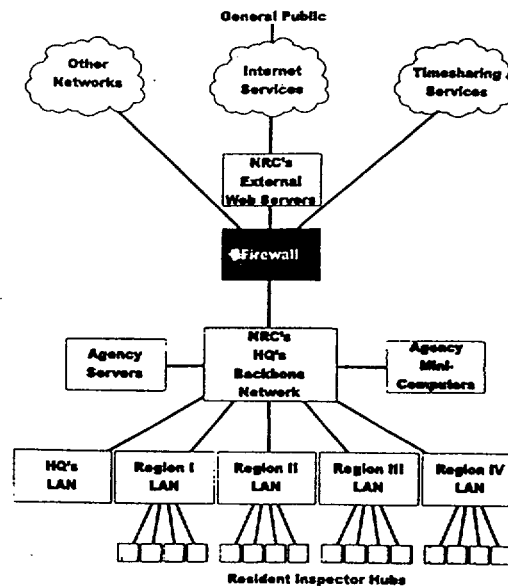 General Public
Other
Networks
Internet
Services
Timesharing
Services
NRC's
External
Web Servers
Firewall
NRC's
HQ's
Backbone
Network
Agency
Servers
Agency
Mini-
Computers
HQ's
LAN
Region I
LAN
Region II
LAN
Region III
LAN
Region IV
LAN
Resident Inspector Hubs